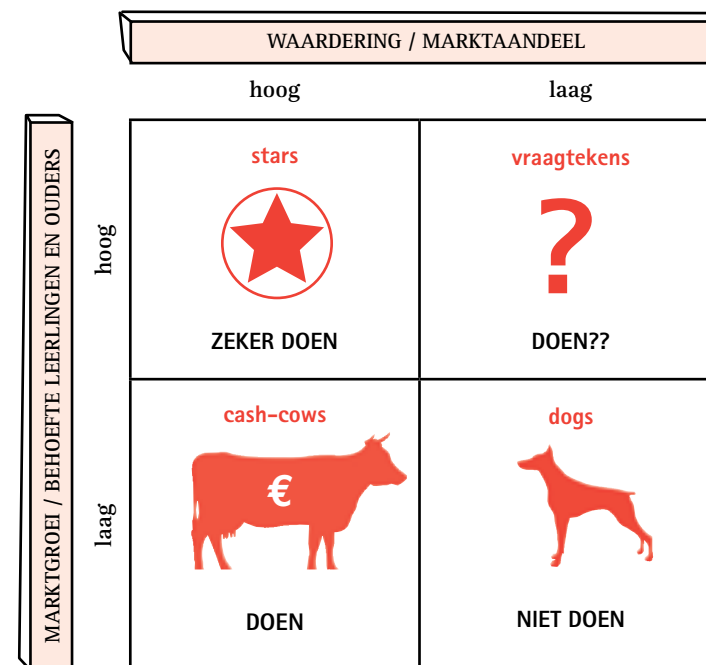 WAARDERING / MARKTAANDEEL
hoog
laag
MARKTGROEI / BEHOEFTE LEERLINGEN EN OUDERS
hoog
stars
vraagtekens
?
ZEKER DOEN
DOEN??
laag
cash-cows
dogs
€
DOEN
NIET DOEN